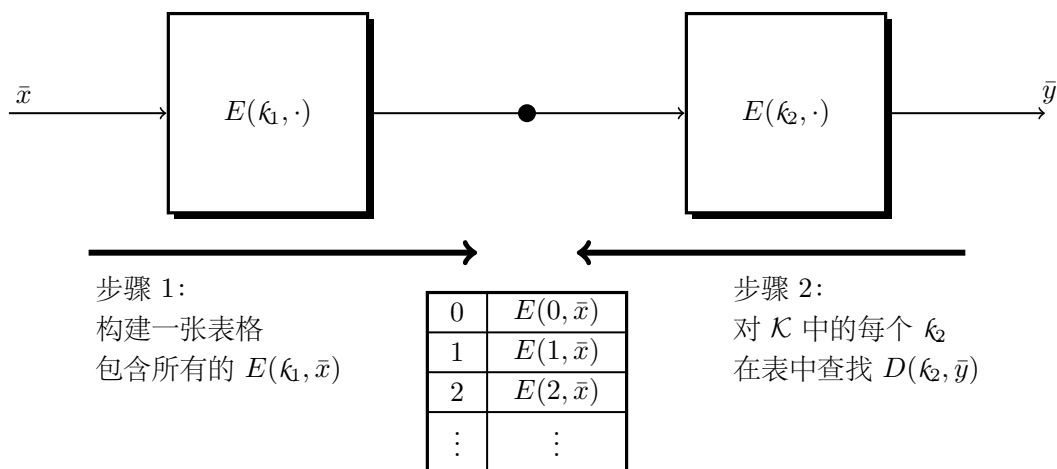 x̄
E(k₁, ·)
E(k₂, ·)
ȳ
步骤 1：
构建一张表格
包含所有的 E(k₁, x̄)
0 E(0, x̄)
1 E(1, x̄)
2 E(2, x̄)
⋮ ⋮
步骤 2：
对 𝒦 中的每个 k₂
在表中查找 D(k₂, ȳ)